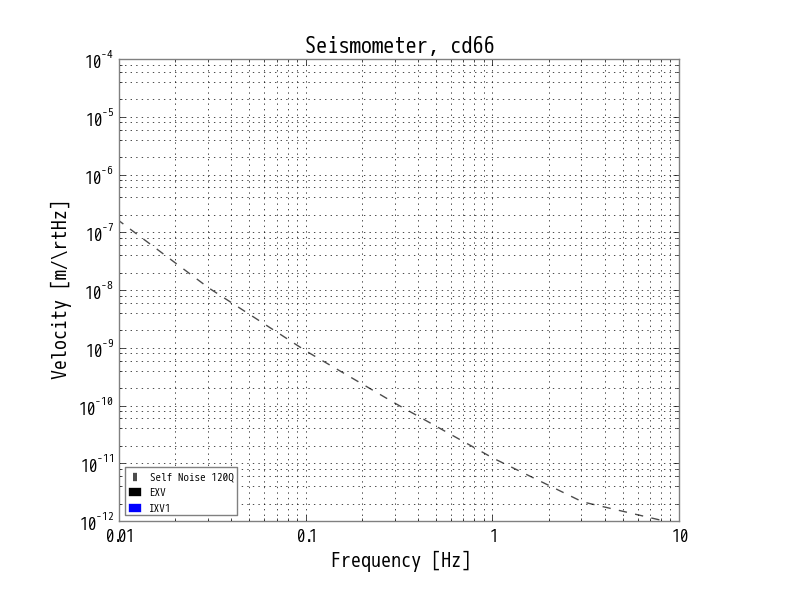 Seismometer, cd66
10^-4
10^-5
10^-6
10^-7
10^-8
10^-9
10^-10
10^-11
10^-12
Velocity [m/\rtHz]
Self Noise 120Q
EXV
IXV1
0.01 0.1 1 10
Frequency [Hz]